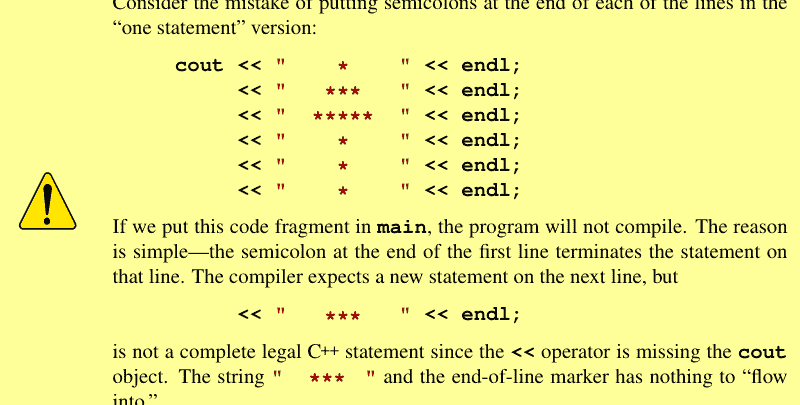 Consider the mistake of putting semicolons at the end of each of the lines in the
“one statement” version:
cout << "    *    " << endl;
<< "   ***   " << endl;
<< "  *****  " << endl;
<< "    *    " << endl;
<< "    *    " << endl;
<< "    *    " << endl;
If we put this code fragment in main, the program will not compile. The reason
is simple—the semicolon at the end of the first line terminates the statement on
that line. The compiler expects a new statement on the next line, but
<< "   ***   " << endl;
is not a complete legal C++ statement since the << operator is missing the cout
object. The string "  ***  " and the end-of-line marker has nothing to “flow
into.”